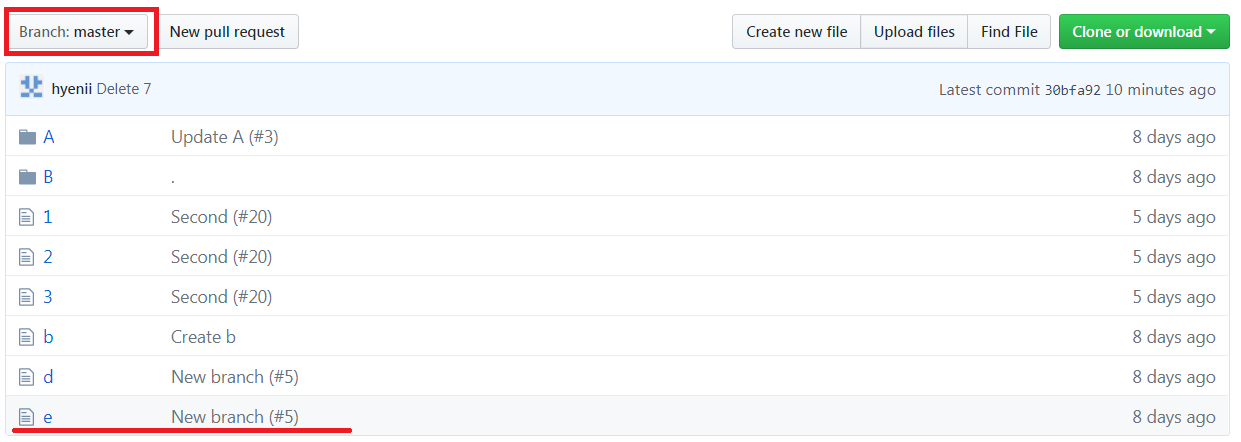 Branch: master New pull request Create new file Upload files Find File Clone or download
hyenii Delete 7 Latest commit 30bfa92 10 minutes ago
A Update A (#3) 8 days ago
B . 8 days ago
1 Second (#20) 5 days ago
2 Second (#20) 5 days ago
3 Second (#20) 5 days ago
b Create b 8 days ago
d New branch (#5) 8 days ago
e New branch (#5) 8 days ago